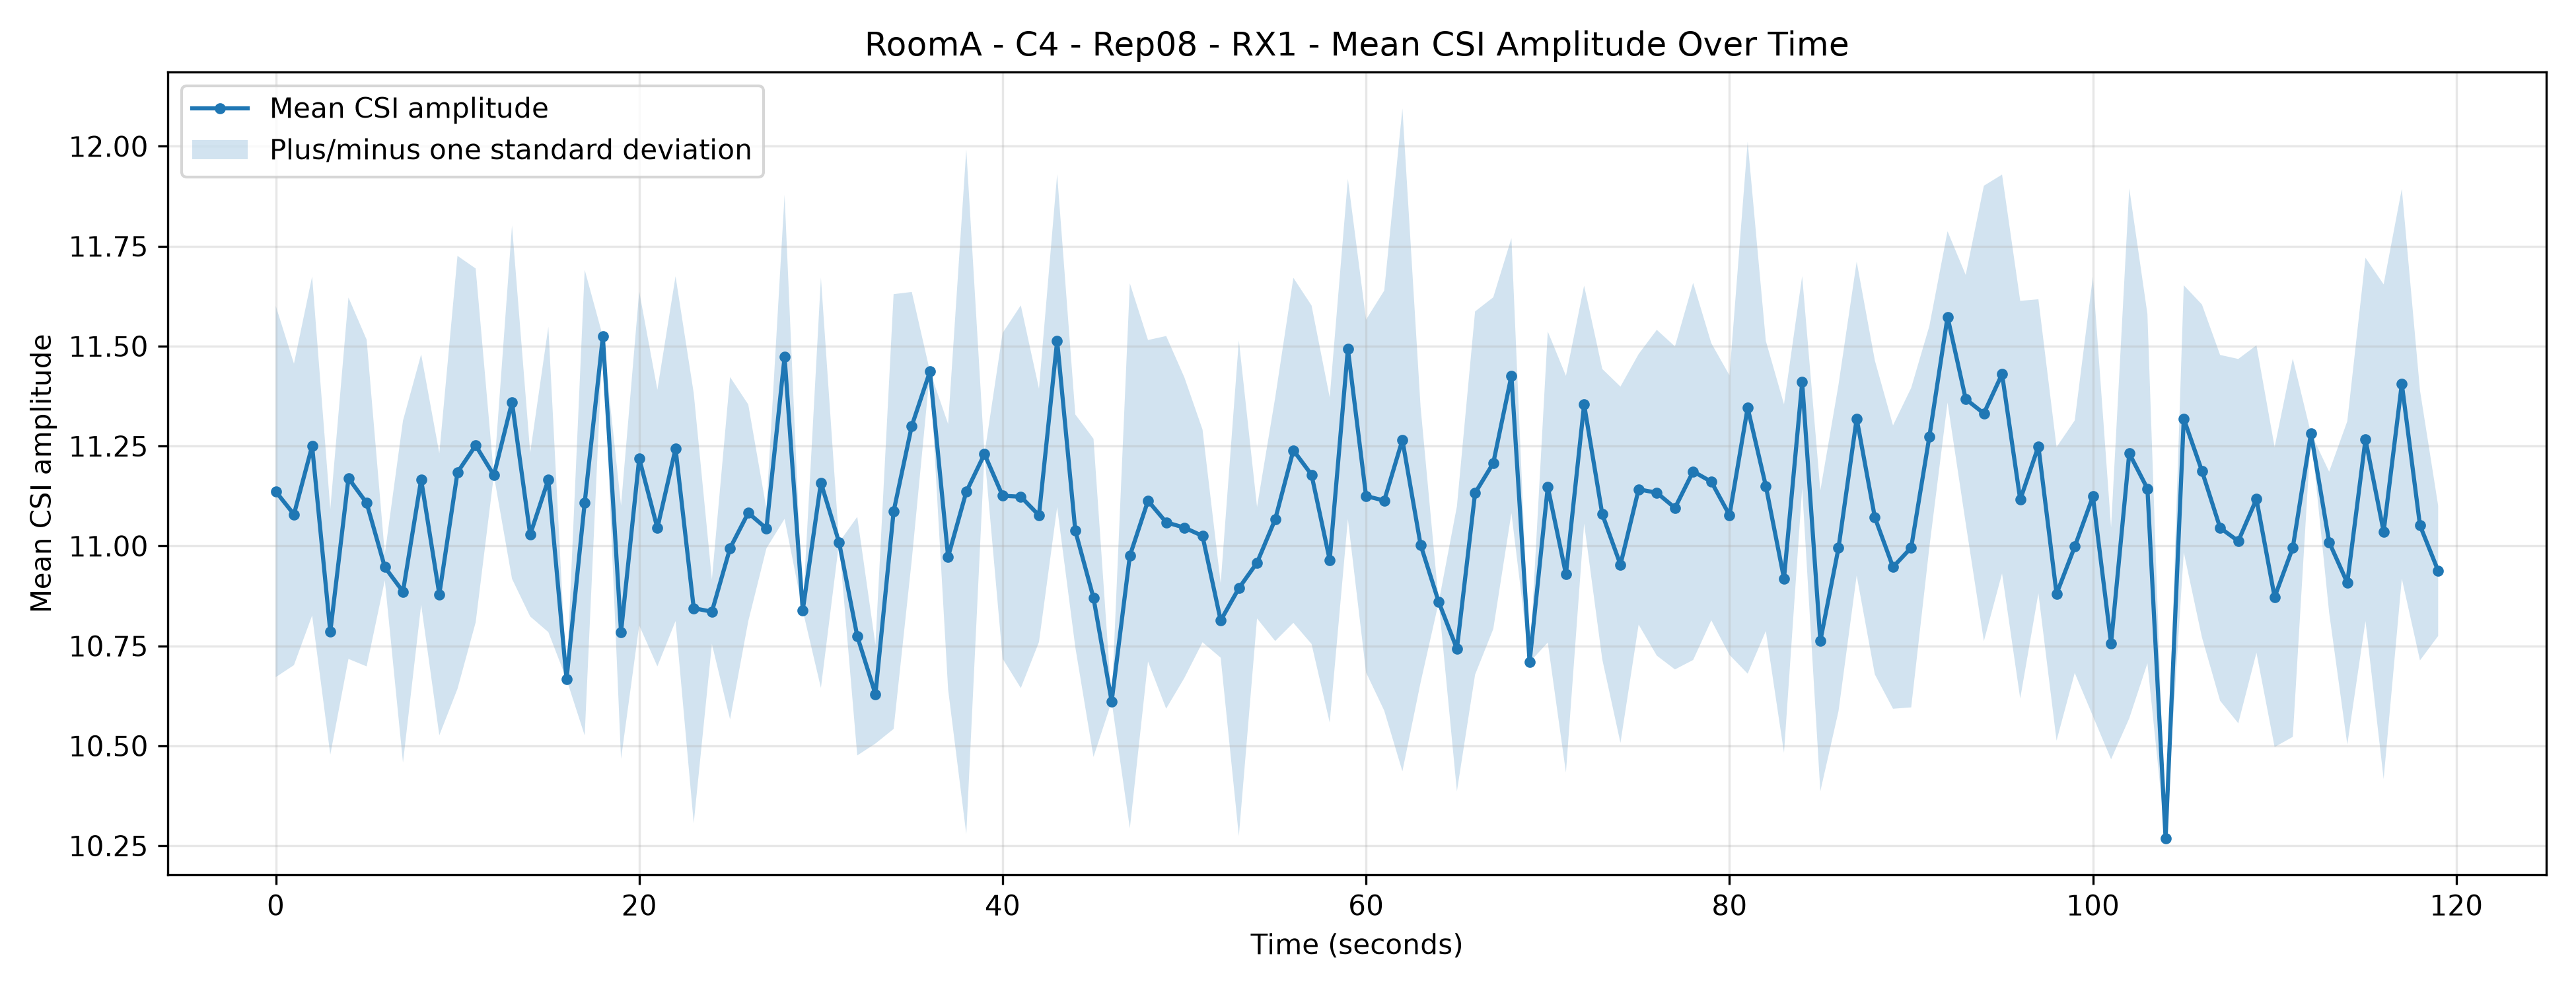 RoomA - C4 - Rep08 - RX1 - Mean CSI Amplitude Over Time
Mean CSI amplitude
Plus/minus one standard deviation
12.00
11.75
11.50
11.25
11.00
10.75
10.50
10.25
Mean CSI amplitude
0 20 40 60 80 100 120
Time (seconds)